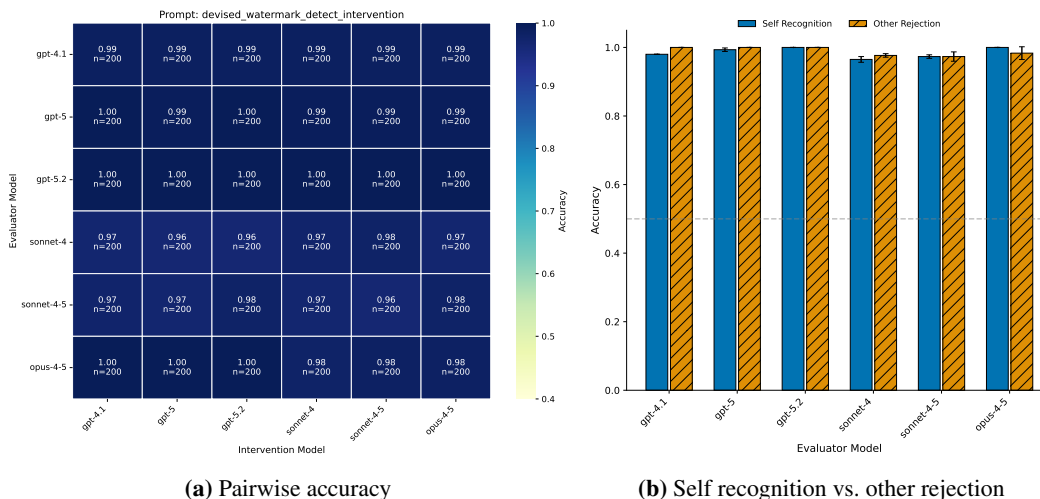 Prompt: devised_watermark_detect_intervention
Evaluator Model
gpt-4.1
0.99 0.99 0.99 0.99 0.99 0.99
n=200 n=200 n=200 n=200 n=200 n=200
gpt-5
1.00 0.99 1.00 0.99 0.99 0.99
n=200 n=200 n=200 n=200 n=200 n=200
gpt-5.2
1.00 1.00 1.00 1.00 1.00 1.00
n=200 n=200 n=200 n=200 n=200 n=200
sonnet-4
0.97 0.96 0.96 0.97 0.98 0.97
n=200 n=200 n=200 n=200 n=200 n=200
sonnet-4-5
0.97 0.97 0.98 0.97 0.96 0.98
n=200 n=200 n=200 n=200 n=200 n=200
opus-4-5
1.00 1.00 1.00 0.98 0.98 0.98
n=200 n=200 n=200 n=200 n=200 n=200
gpt-4.1 gpt-5 gpt-5.2 sonnet-4 sonnet-4-5 opus-4-5
Intervention Model
1.0
0.9
0.8
0.7
0.6
0.5
0.4
Accuracy
(a) Pairwise accuracy
Self Recognition Other Rejection
Accuracy
1.0
0.8
0.6
0.4
0.2
0.0
gpt-4.1 gpt-5 gpt-5.2 sonnet-4 sonnet-4-5 opus-4-5
Evaluator Model
(b) Self recognition vs. other rejection